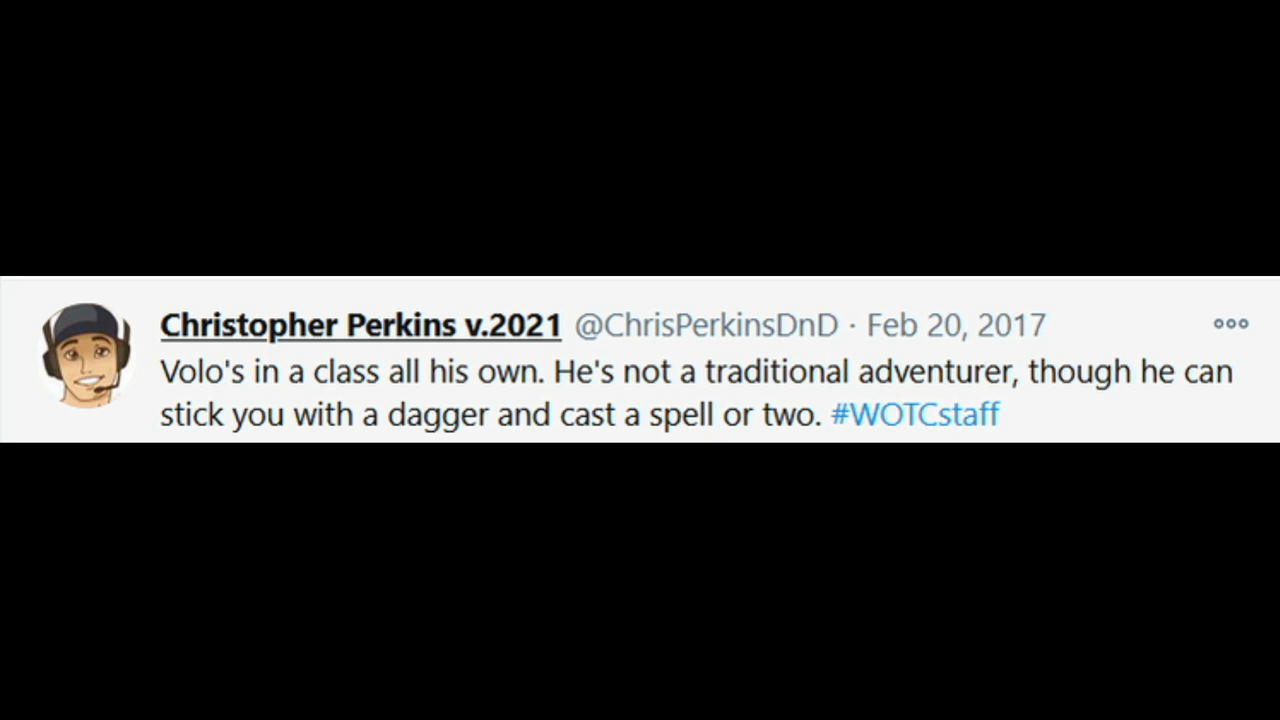 Christopher Perkins v.2021 @ChrisPerkinsDnD · Feb 20, 2017
Volo's in a class all his own. He's not a traditional adventurer, though he can
stick you with a dagger and cast a spell or two. #WOTCstaff